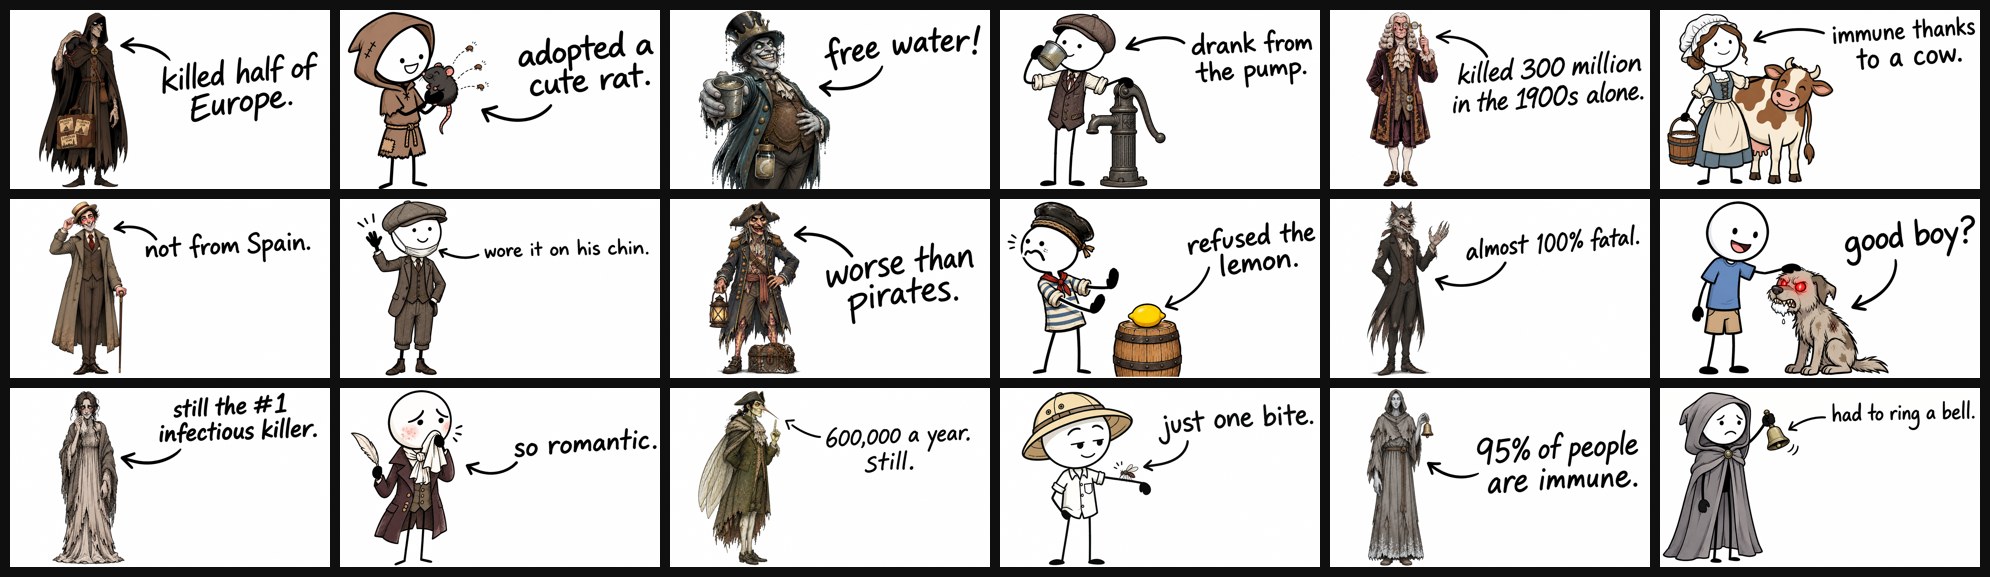 killed half of
Europe.
adopted a
cute rat.
free water!
drank from
the pump.
killed 300 million
in the 1900s alone.
immune thanks
to a cow.
not from Spain.
wore it on his chin.
worse than
pirates.
refused the
lemon.
almost 100% fatal.
good boy?
still the #1
infectious killer.
so romantic.
600,000 a year.
still.
just one bite.
95% of people
are immune.
had to ring a bell.